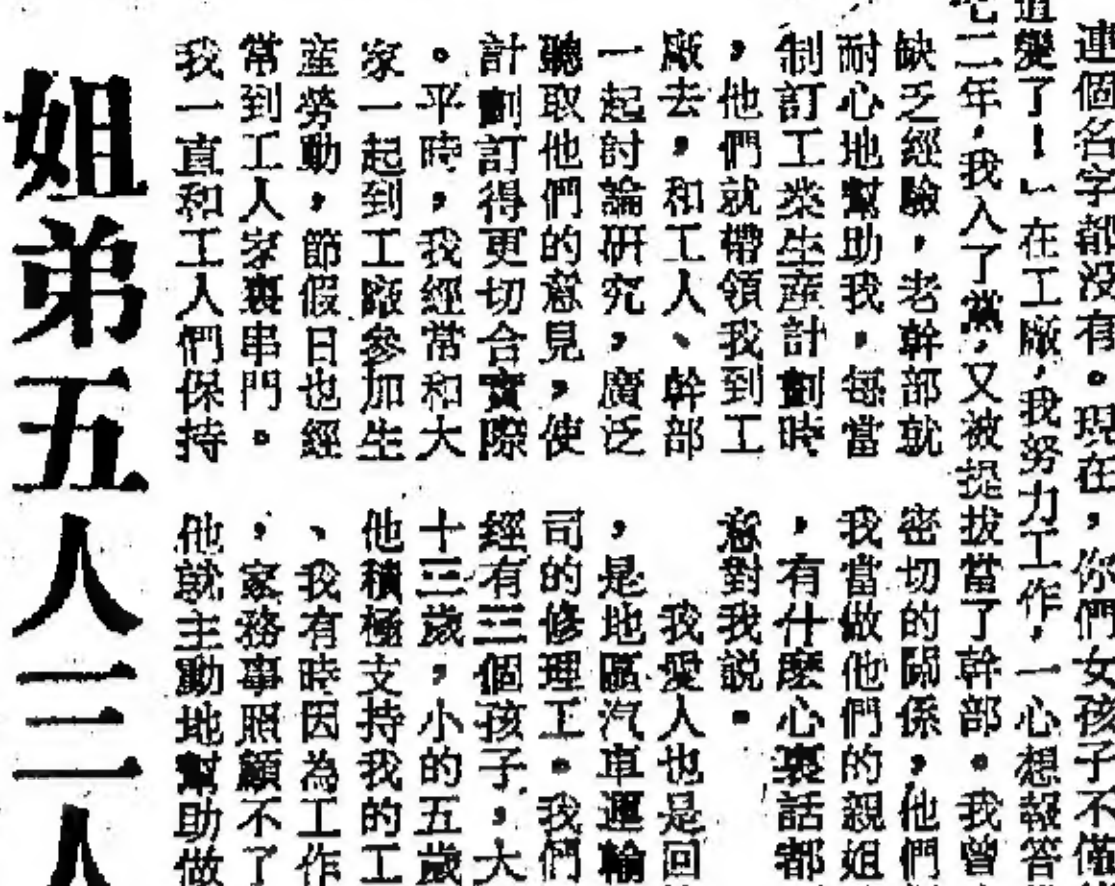 連個名字都没有。現在，你們女孩子不僅
道變了！」在工廠，我努力工作，一心想報答
二年，我入了黨，又被提拔當了幹部。我曾
缺乏經驗，老幹部就
耐心地幫助我。每當
制訂工業生産計劃時
，他們就帶領我到工
廠去，和工人、幹部
一起討論研究，廣泛
聽取他們的意見，使
計劃訂得更切合實際
。平時，我經常和大
家一起到工廠參加生
産勞動，節假日也經
常到工人家裏串門。
我一直和工人們保持
密切的關係，他們
我當做他們的親姐
，有什麽心裏話都
意對我説。
我愛人也是回
，是地區汽車運輸
司的修理工。我們
經有三個孩子，大
十三歲，小的五歲
他積極支持我的工
、我有時因為工作
，家務事照顧不了
他就主動地幫助做
姐弟五人三人